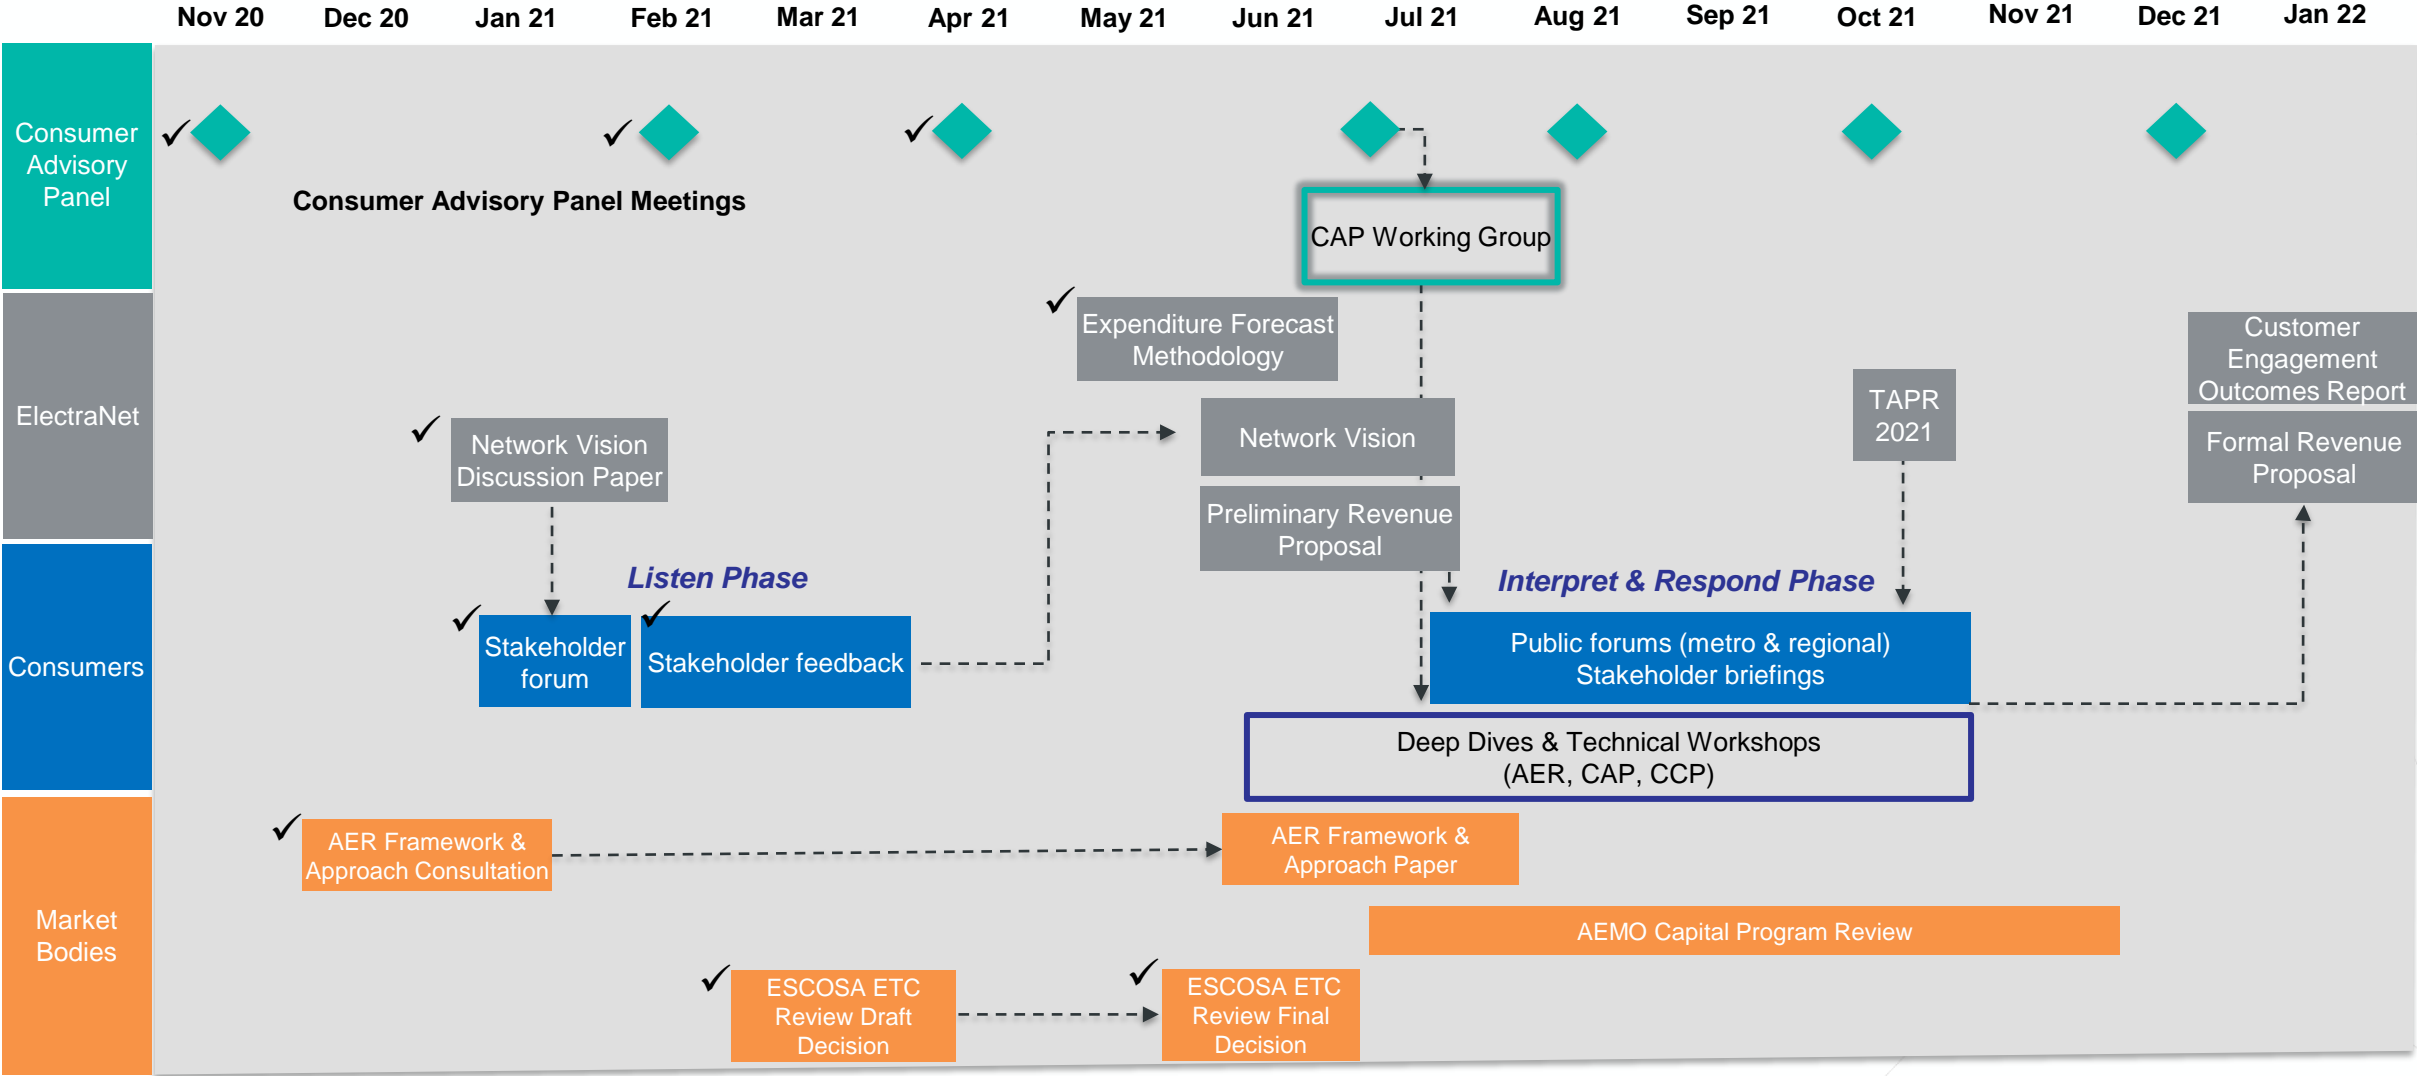 Nov 20 Dec 20 Jan 21 Feb 21 Mar 21 Apr 21 May 21 Jun 21 Jul 21 Aug 21 Sep 21 Oct 21 Nov 21 Dec 21 Jan 22
Consumer
Advisory
Panel
Consumer Advisory Panel Meetings
CAP Working Group
ElectraNet
Expenditure Forecast
Methodology
Network Vision
Discussion Paper
Network Vision
Preliminary Revenue
Proposal
TAPR
2021
Customer
Engagement
Outcomes Report
Formal Revenue
Proposal
Consumers
Listen Phase
Stakeholder
forum
Stakeholder feedback
Interpret & Respond Phase
Public forums (metro & regional)
Stakeholder briefings
Deep Dives & Technical Workshops
(AER, CAP, CCP)
Market
Bodies
AER Framework &
Approach Consultation
AER Framework &
Approach Paper
AEMO Capital Program Review
ESCOSA ETC
Review Draft
Decision
ESCOSA ETC
Review Final
Decision